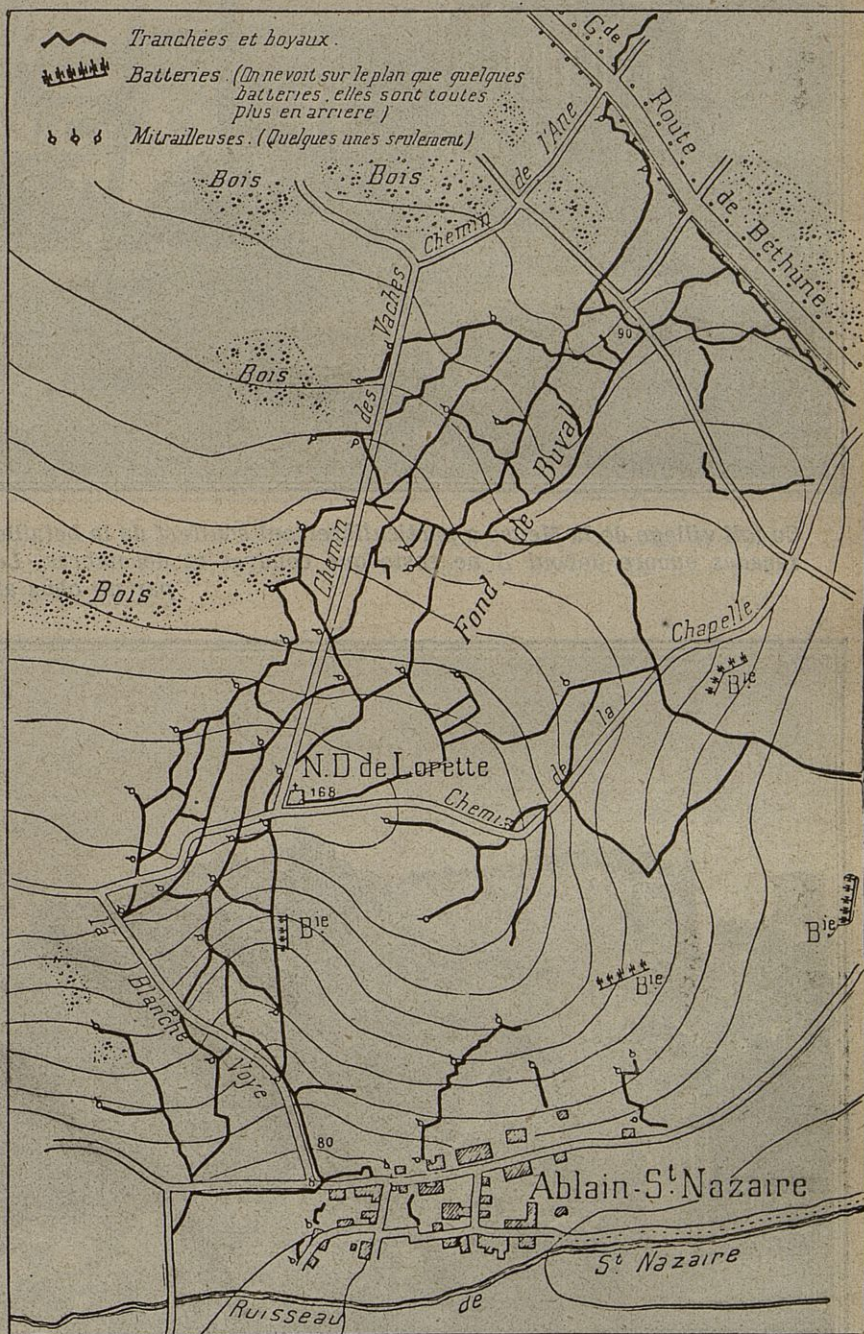 Tranchées et boyaux.
Batteries. (On ne voit sur le plan que quelques
batteries, elles sont toutes
plus en arriere)
Mitrailleuses. (Quelques unes seulement)
Gde Route de Béthune
Bois
Bois
Chemin de l'Ane
Bois
Chemin des Vaches
90
Fond de Buval
Bois
Chapelle
Bie
N.D de Lorette
168
Chemin de la
Bie
Bie
Bie
la Blanche Voye
80
Ablain-St. Nazaire
Ruisseau de St Nazaire